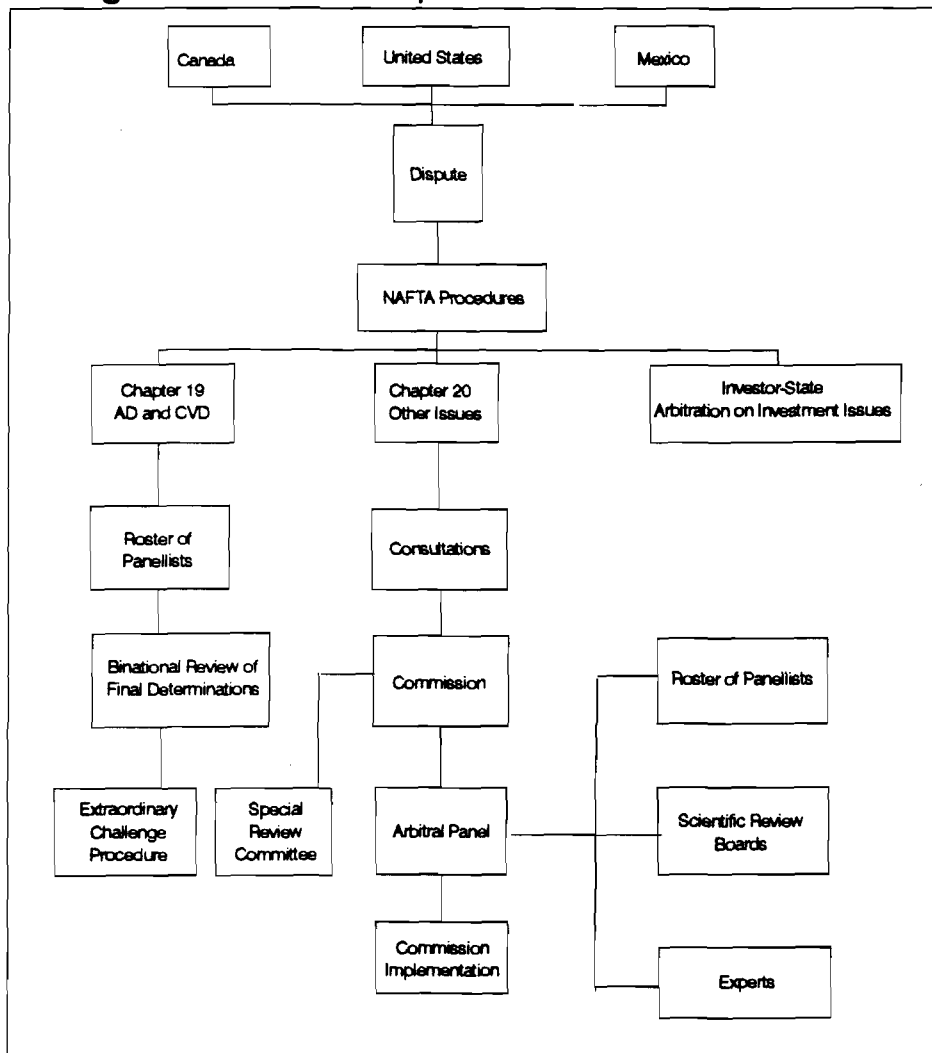 Canada
United States
Mexico
Dispute
NAFTA Procedures
Chapter 19
AD and CVD
Chapter 20
Other Issues
Investor-State
Arbitration on Investment Issues
Roster of
Panellists
Consultations
Binational Review of
Final Determinations
Commission
Roster of Panellists
Extraordinary
Challenge
Procedure
Special
Review
Committee
Arbitral Panel
Scientific Review
Boards
Commission
Implementation
Experts